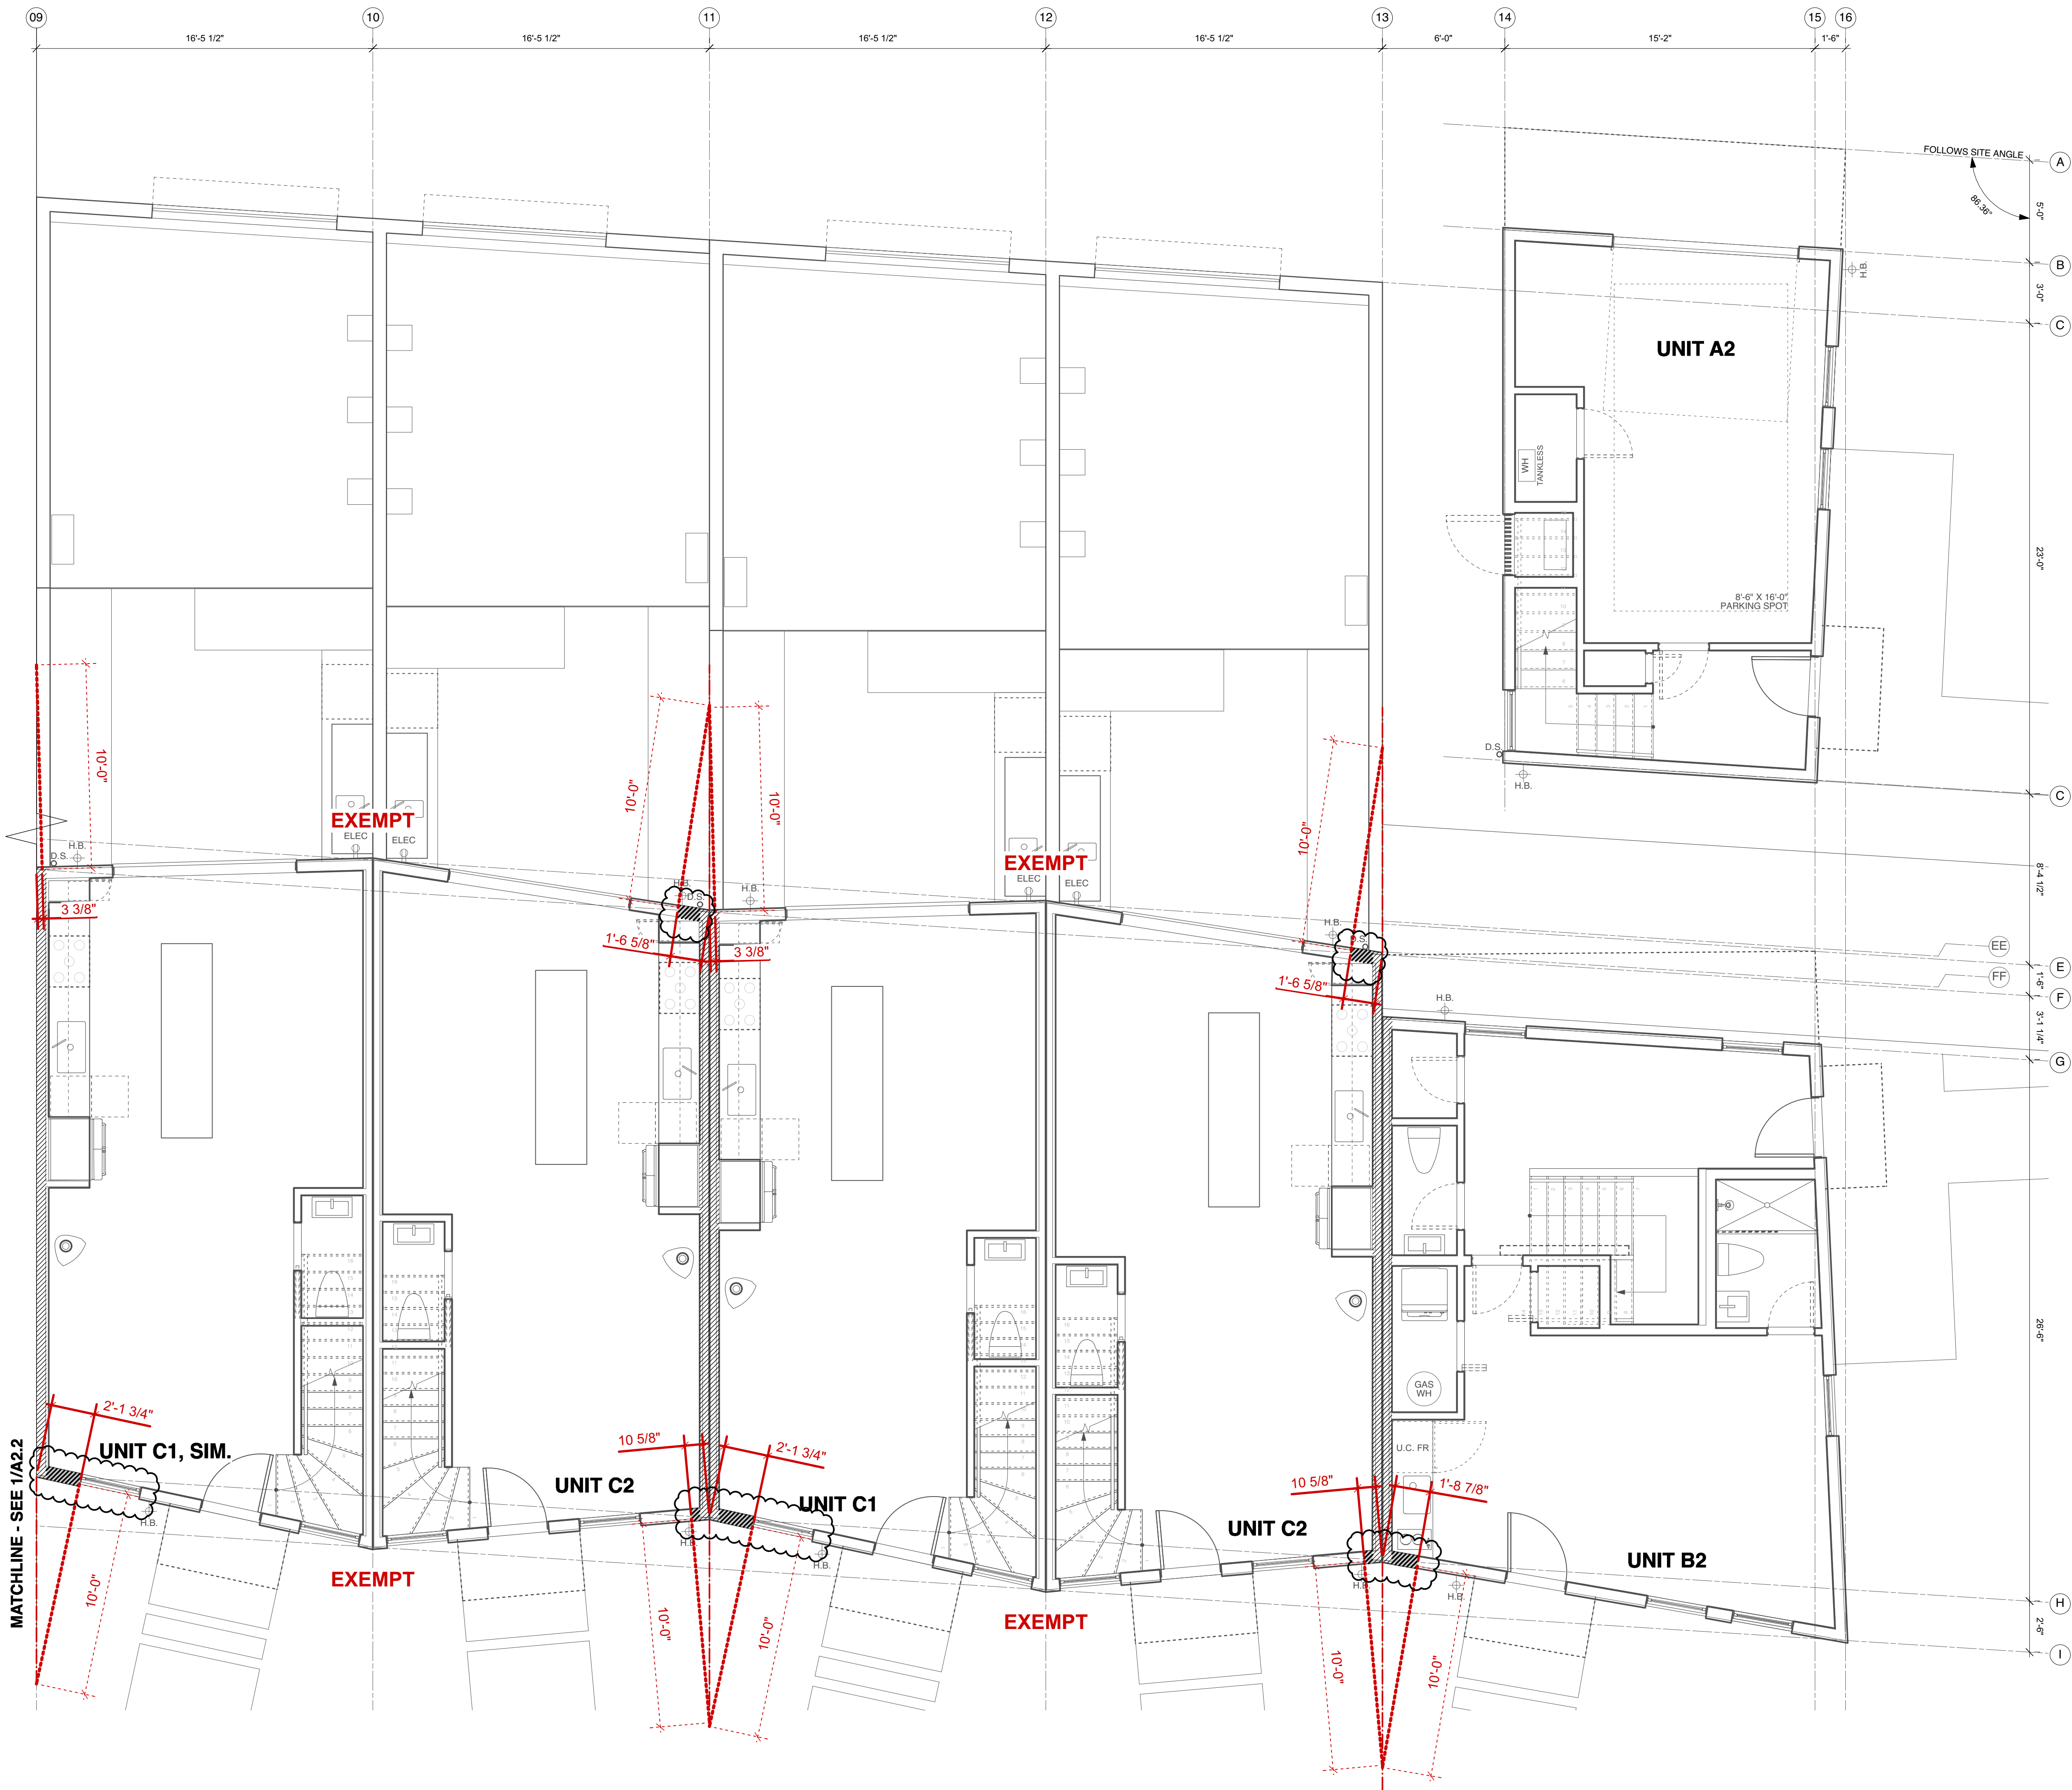 09
10
11
12
13
14
15
16
16'-5 1/2"
16'-5 1/2"
16'-5 1/2"
16'-5 1/2"
6'-0"
15'-2"
1'-6"
FOLLOWS SITE ANGLE
86.36°
A
5'-0"
B
3'-0"
C
23'-0"
C
8'-4 1/2"
EE
E
1'-6"
FF
F
3'-1 1/4"
G
26'-6"
H
2'-6"
I
H.B.
UNIT A2
WH
TANKLESS
8'-6" X 16'-0"
PARKING SPOT
D.S.
H.B.
10'-0"
10'-0"
10'-0"
10'-0"
EXEMPT
ELEC
ELEC
EXEMPT
ELEC
ELEC
H.B.
D.S.
H.B.
D.S.
H.B.
H.B.
3 3/8"
1'-6 5/8"
3 3/8"
1'-6 5/8"
H.B.
GAS
WH
U.C. FR
2'-1 3/4"
10 5/8"
2'-1 3/4"
10 5/8"
1'-8 7/8"
MATCHLINE - SEE 1/A2.2
UNIT C1, SIM.
UNIT C2
UNIT C1
UNIT C2
UNIT B2
H.B.
H.B.
H.B.
H.B.
H.B.
EXEMPT
EXEMPT
10'-0"
10'-0"
10'-0"
10'-0"
10'-0"